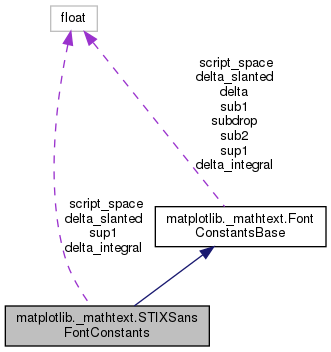 float
script_space
delta_slanted
delta
sub1
subdrop
sub2
sup1
delta_integral
script_space
delta_slanted
sup1
delta_integral
matplotlib._mathtext.Font
ConstantsBase
matplotlib._mathtext.STIXSans
FontConstants